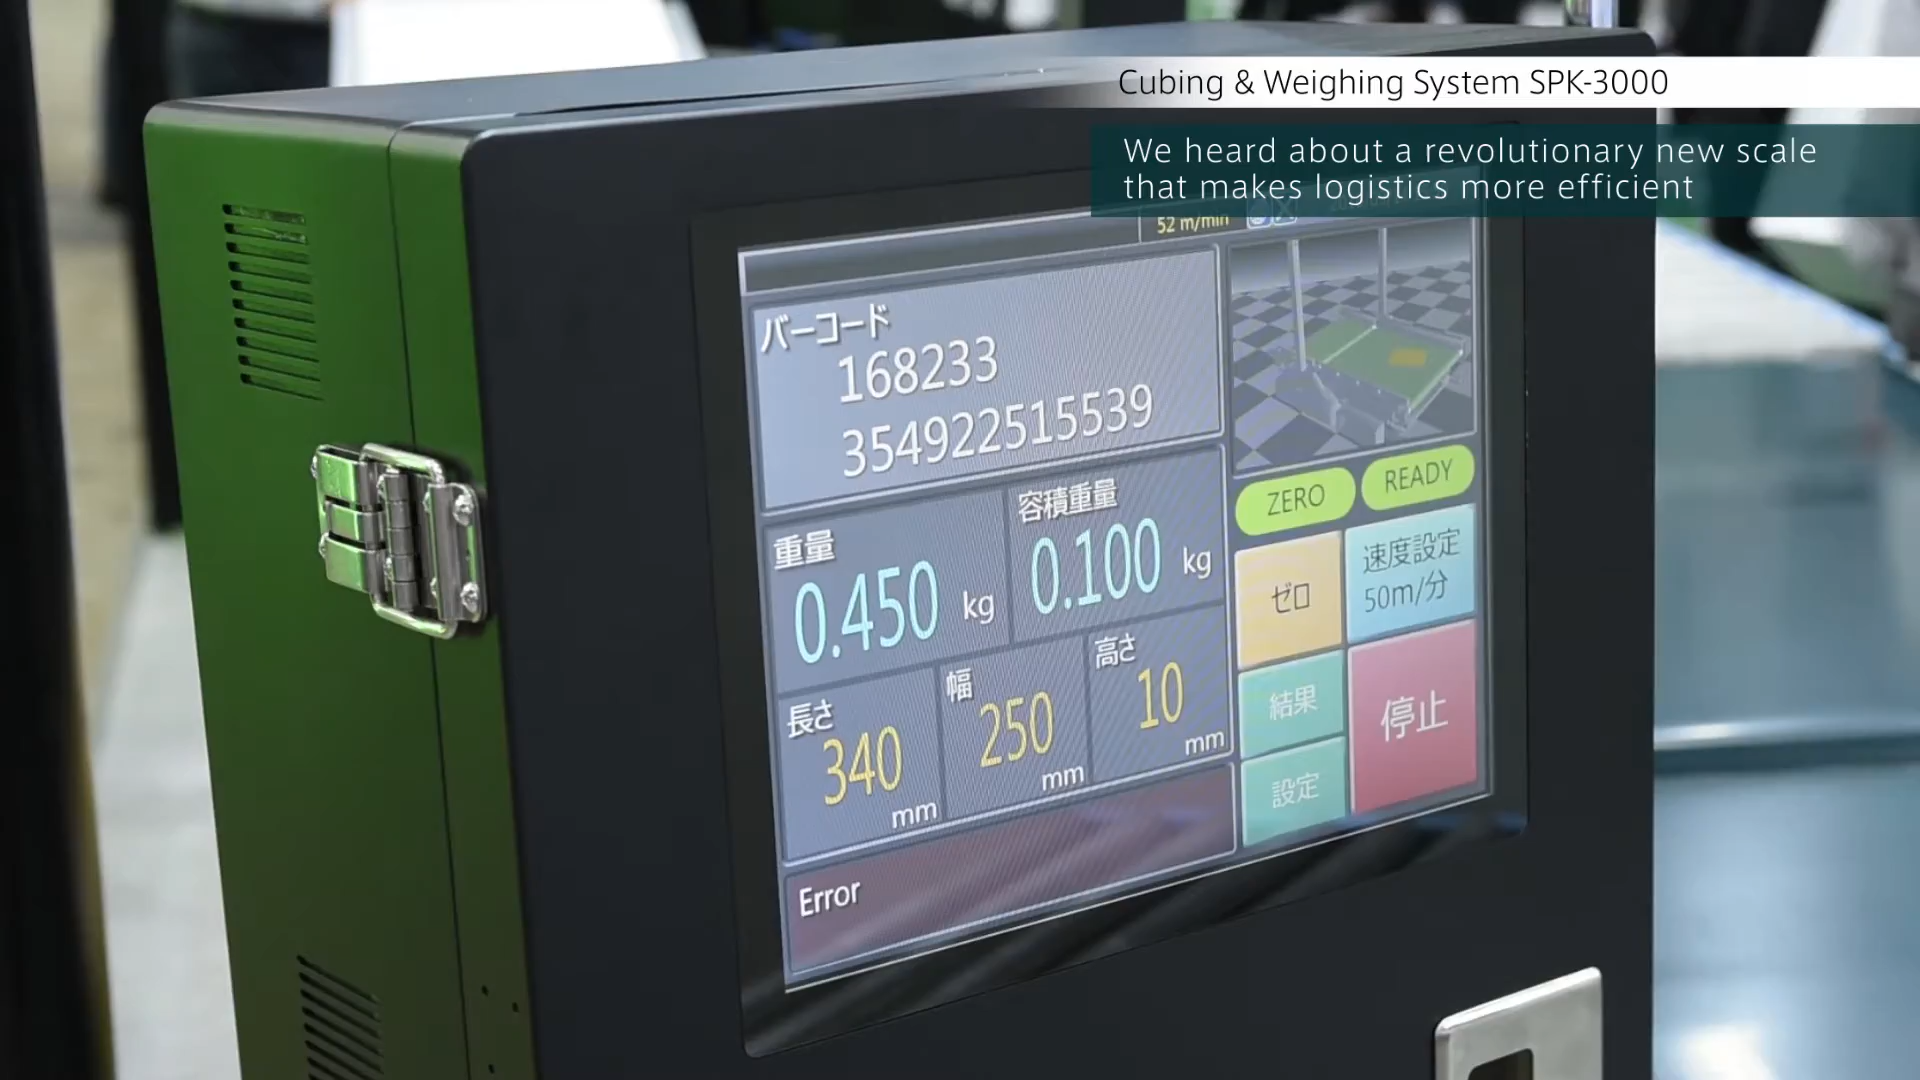 Cubing & Weighing System SPK-3000
We heard about a revolutionary new scale
that makes logistics more efficient
52 m/min
バーコード
168233
354922515539
重量
0.450 kg
容積重量
0.100 kg
長さ
340 mm
幅
250 mm
高さ
10 mm
Error
ZERO
READY
ゼロ
速度設定
50m/分
結果
停止
設定